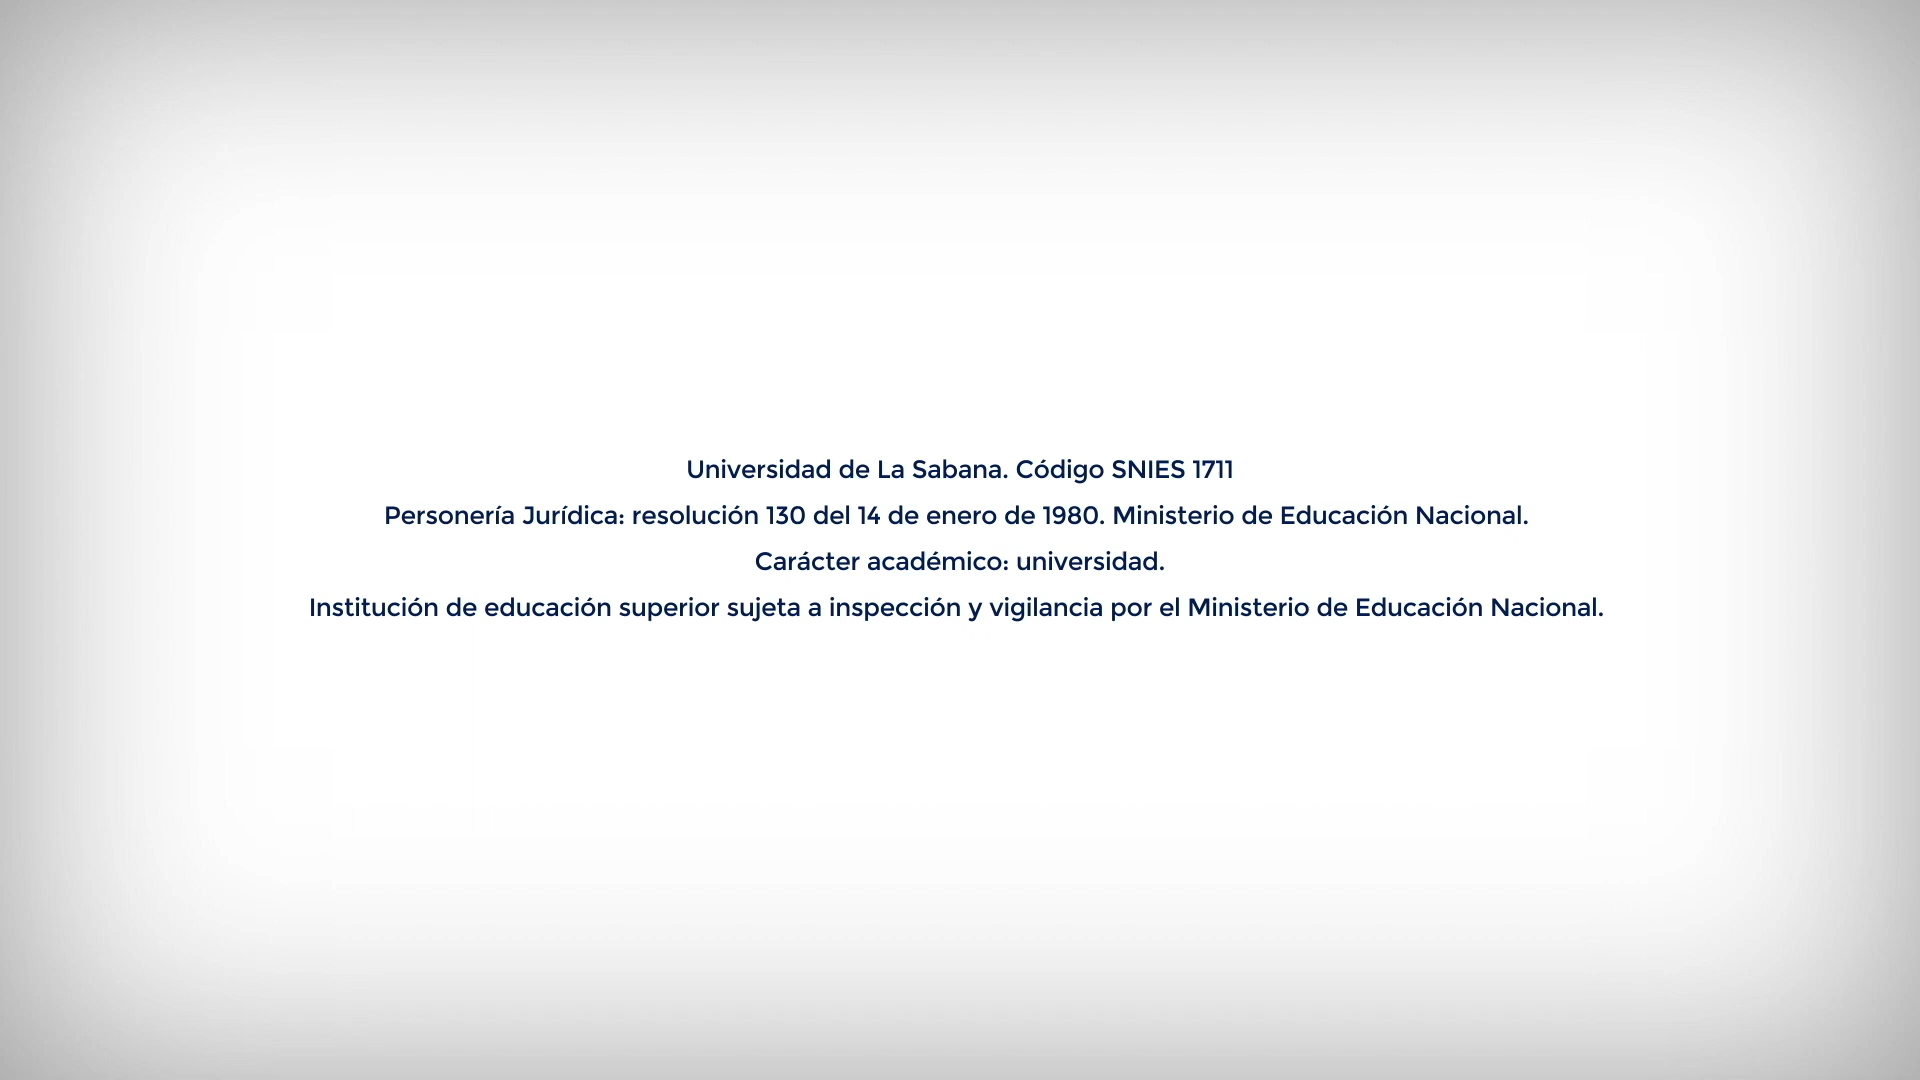 Universidad de La Sabana. Código SNIES 1711
Personería Jurídica: resolución 130 del 14 de enero de 1980. Ministerio de Educación Nacional.
Carácter académico: universidad.
Institución de educación superior sujeta a inspección y vigilancia por el Ministerio de Educación Nacional.